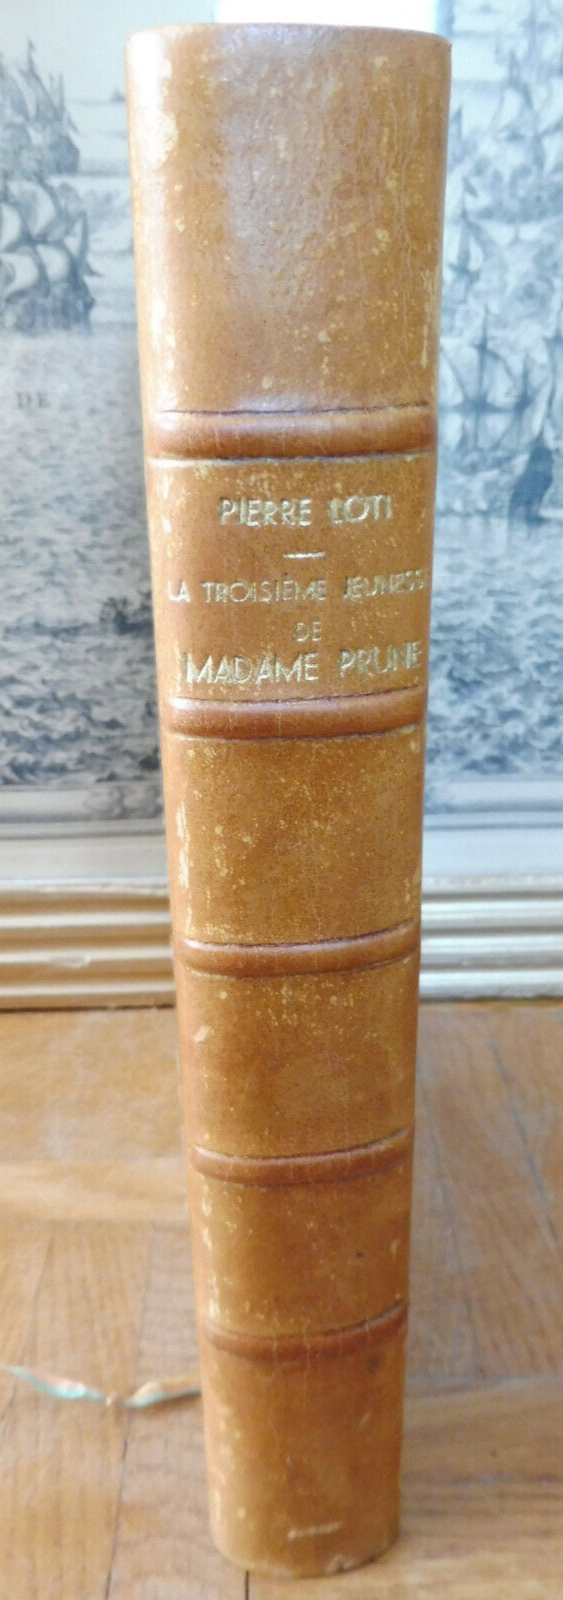 DE
PIERRE LOTI
LA TROISIÈME JEUNESSE
DE
MADAME PRUNE